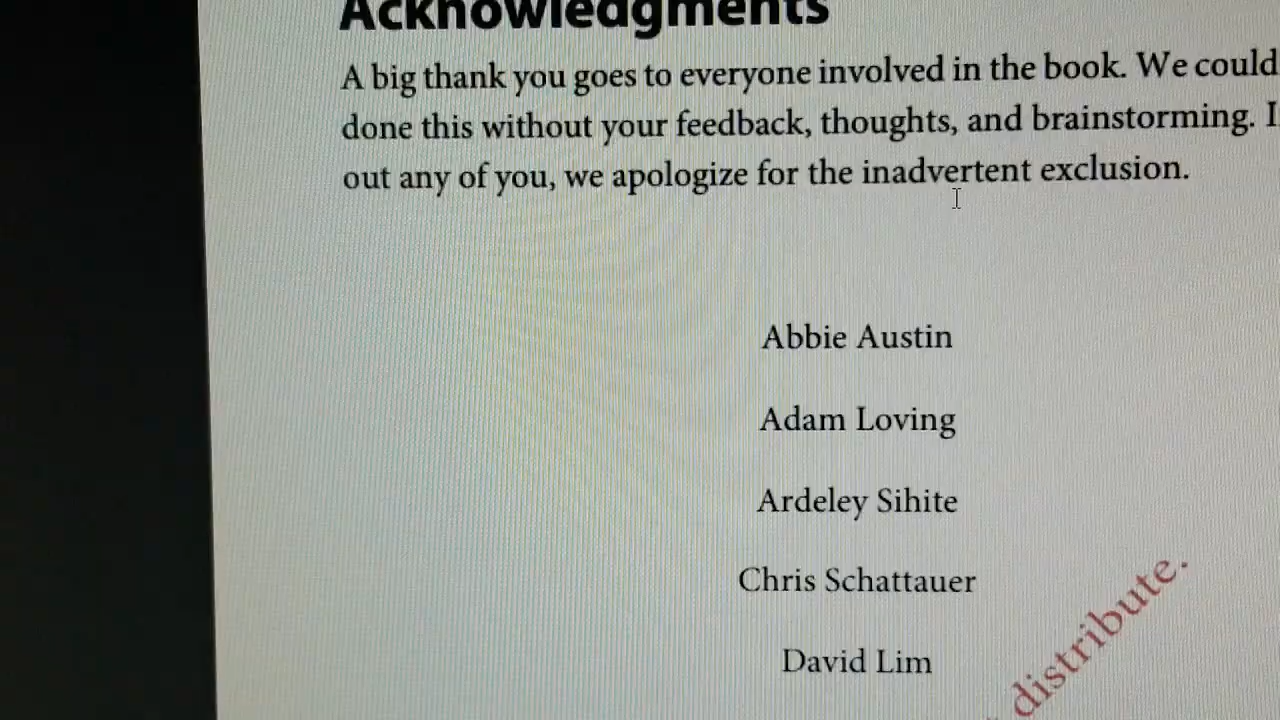 Acknowledgments
A big thank you goes to everyone involved in the book. We could
done this without your feedback, thoughts, and brainstorming.
out any of you, we apologize for the inadvertent exclusion.
Abbie Austin
Adam Loving
Ardeley Sihite
Chris Schattauer
David Lim
distribute.